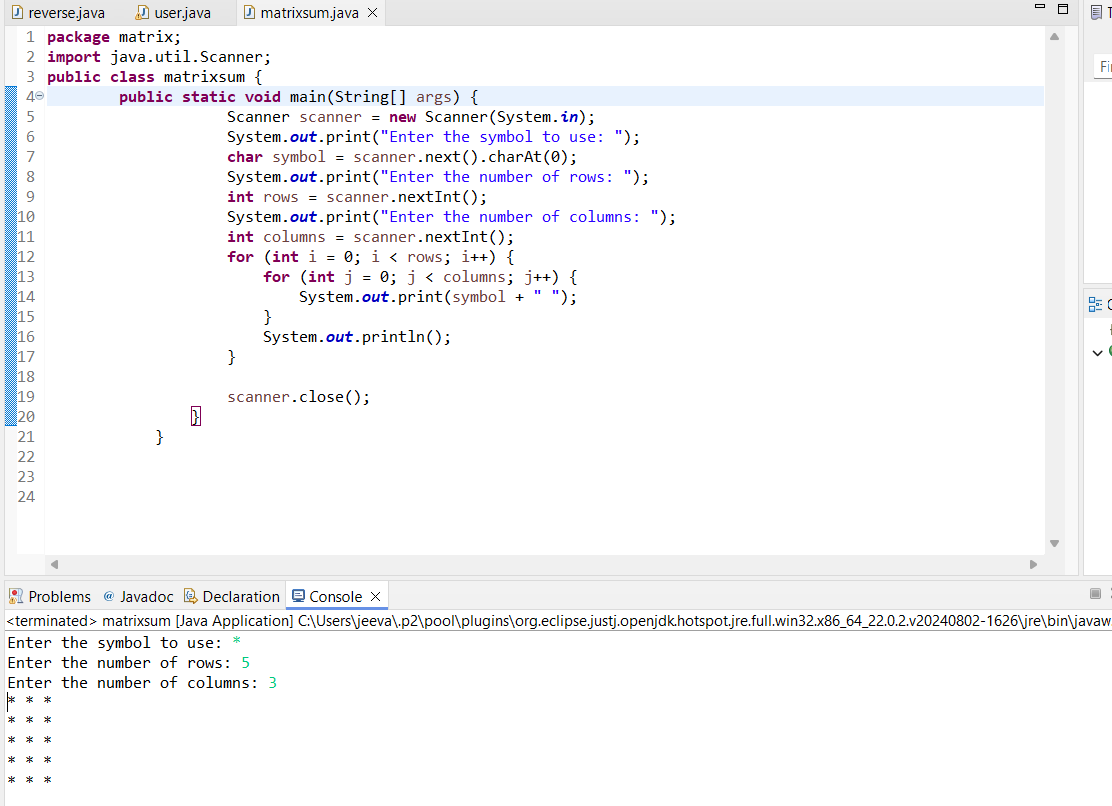 reverse.java user.java matrixsum.java
1 package matrix;
2 import java.util.Scanner;
3 public class matrixsum {
4 public static void main(String[] args) {
5 Scanner scanner = new Scanner(System.in);
6 System.out.print("Enter the symbol to use: ");
7 char symbol = scanner.next().charAt(0);
8 System.out.print("Enter the number of rows: ");
9 int rows = scanner.nextInt();
10 System.out.print("Enter the number of columns: ");
11 int columns = scanner.nextInt();
12 for (int i = 0; i < rows; i++) {
13 for (int j = 0; j < columns; j++) {
14 System.out.print(symbol + " ");
15 }
16 System.out.println();
17 }
18
19 scanner.close();
20 }
21 }
22
23
24
Problems Javadoc Declaration Console
<terminated> matrixsum [Java Application] C:\Users\jeeva\.p2\pool\plugins\org.eclipse.justj.openjdk.hotspot.jre.full.win32.x86_64_22.0.2.v20240802-1626\jre\bin\javaw
Enter the symbol to use: *
Enter the number of rows: 5
Enter the number of columns: 3
* * *
* * *
* * *
* * *
* * *